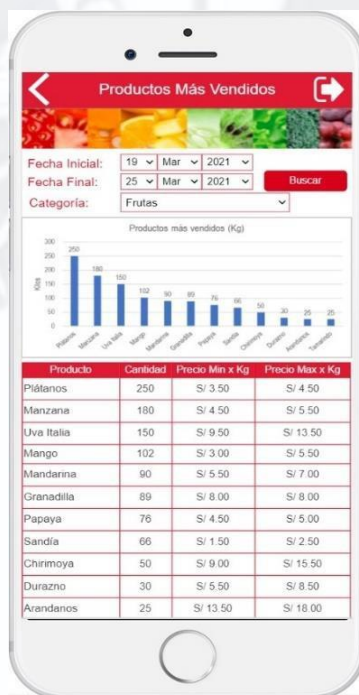 Productos Más Vendidos
Fecha Inicial: 19 Mar 2021
Fecha Final: 25 Mar 2021 Buscar
Categoría: Frutas
Productos más vendidos (Kg)
300
250
200
150
100
50
0
Kilos
250 180 150 102 90 89 76 66 50 30 25 25
Plátanos Manzana Uva Italia Mango Mandarina Granadilla Papaya Sandía Chirimoya Durazno Arandanos Tamarindo
Producto Cantidad Precio Min x Kg Precio Max x Kg
Plátanos 250 S/ 3.50 S/ 4.50
Manzana 180 S/ 4.50 S/ 5.50
Uva Italia 150 S/ 9.50 S/ 13.50
Mango 102 S/ 3.00 S/ 5.50
Mandarina 90 S/ 5.50 S/ 7.00
Granadilla 89 S/ 8.00 S/ 8.00
Papaya 76 S/ 4.50 S/ 5.00
Sandía 66 S/ 1.50 S/ 2.50
Chirimoya 50 S/ 9.00 S/ 15.50
Durazno 30 S/ 5.50 S/ 8.50
Arandanos 25 S/ 13.50 S/ 18.00